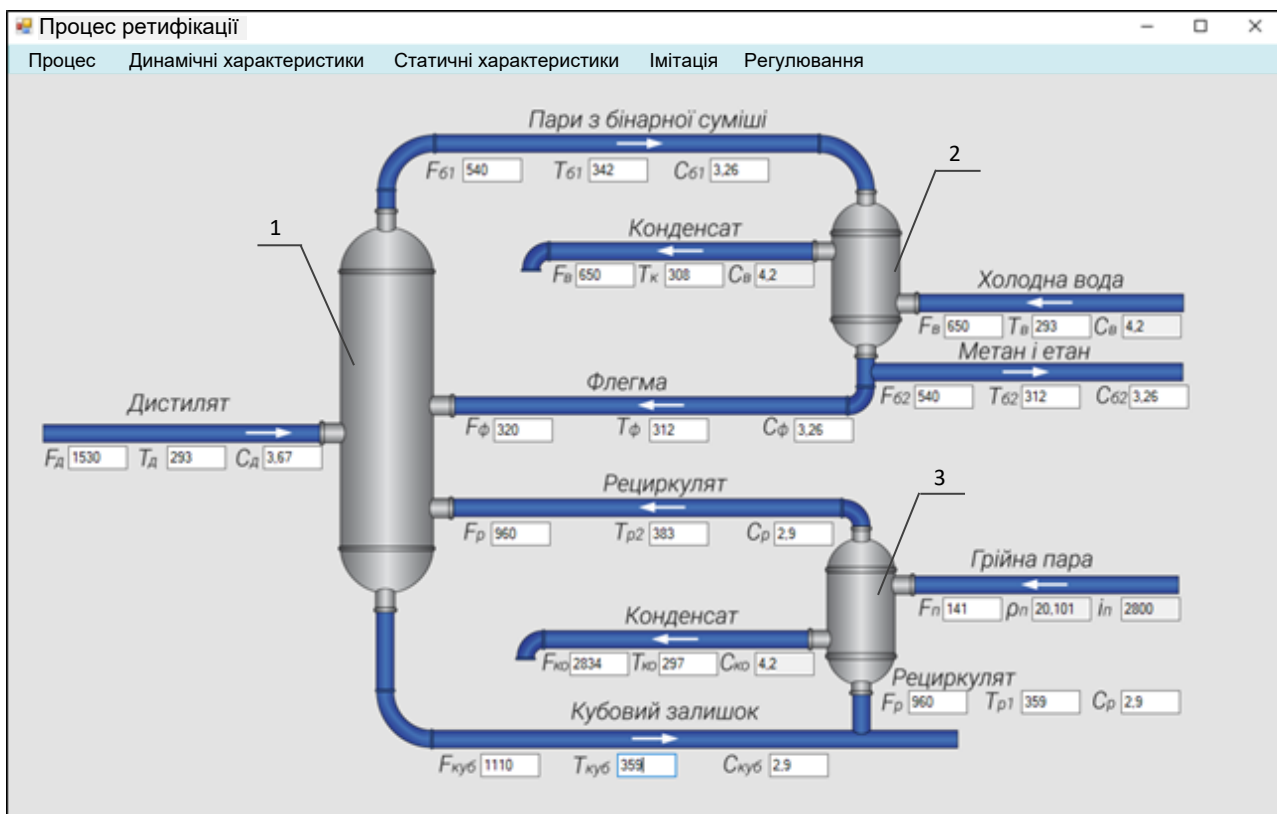 Процес ретифікації
Процес Динамічні характеристики Статичні характеристики Імітація Регулювання
Пари з бінарної суміші
Fб1 540 Tб1 342 Cб1 3,26
2
1
Конденсат
Fв 650 Tк 308 Cв 4,2
Холодна вода
Fв 650 Tв 293 Cв 4,2
Метан і етан
Fб2 540 Tб2 312 Cб2 3,26
Флегма
Fф 320 Tф 312 Cф 3,26
Дистилят
Fд 1530 Tд 293 Cд 3,67
3
Рециркулят
Fр 960 Tр2 383 Cр 2,9
Грійна пара
Fп 141 ρп 20,101 iп 2800
Конденсат
Fко 2834 Tко 297 Cко 4,2
Рециркулят
Fр 960 Tр1 359 Cр 2,9
Кубовий залишок
Fкуб 1110 Tкуб 359 Cкуб 2,9